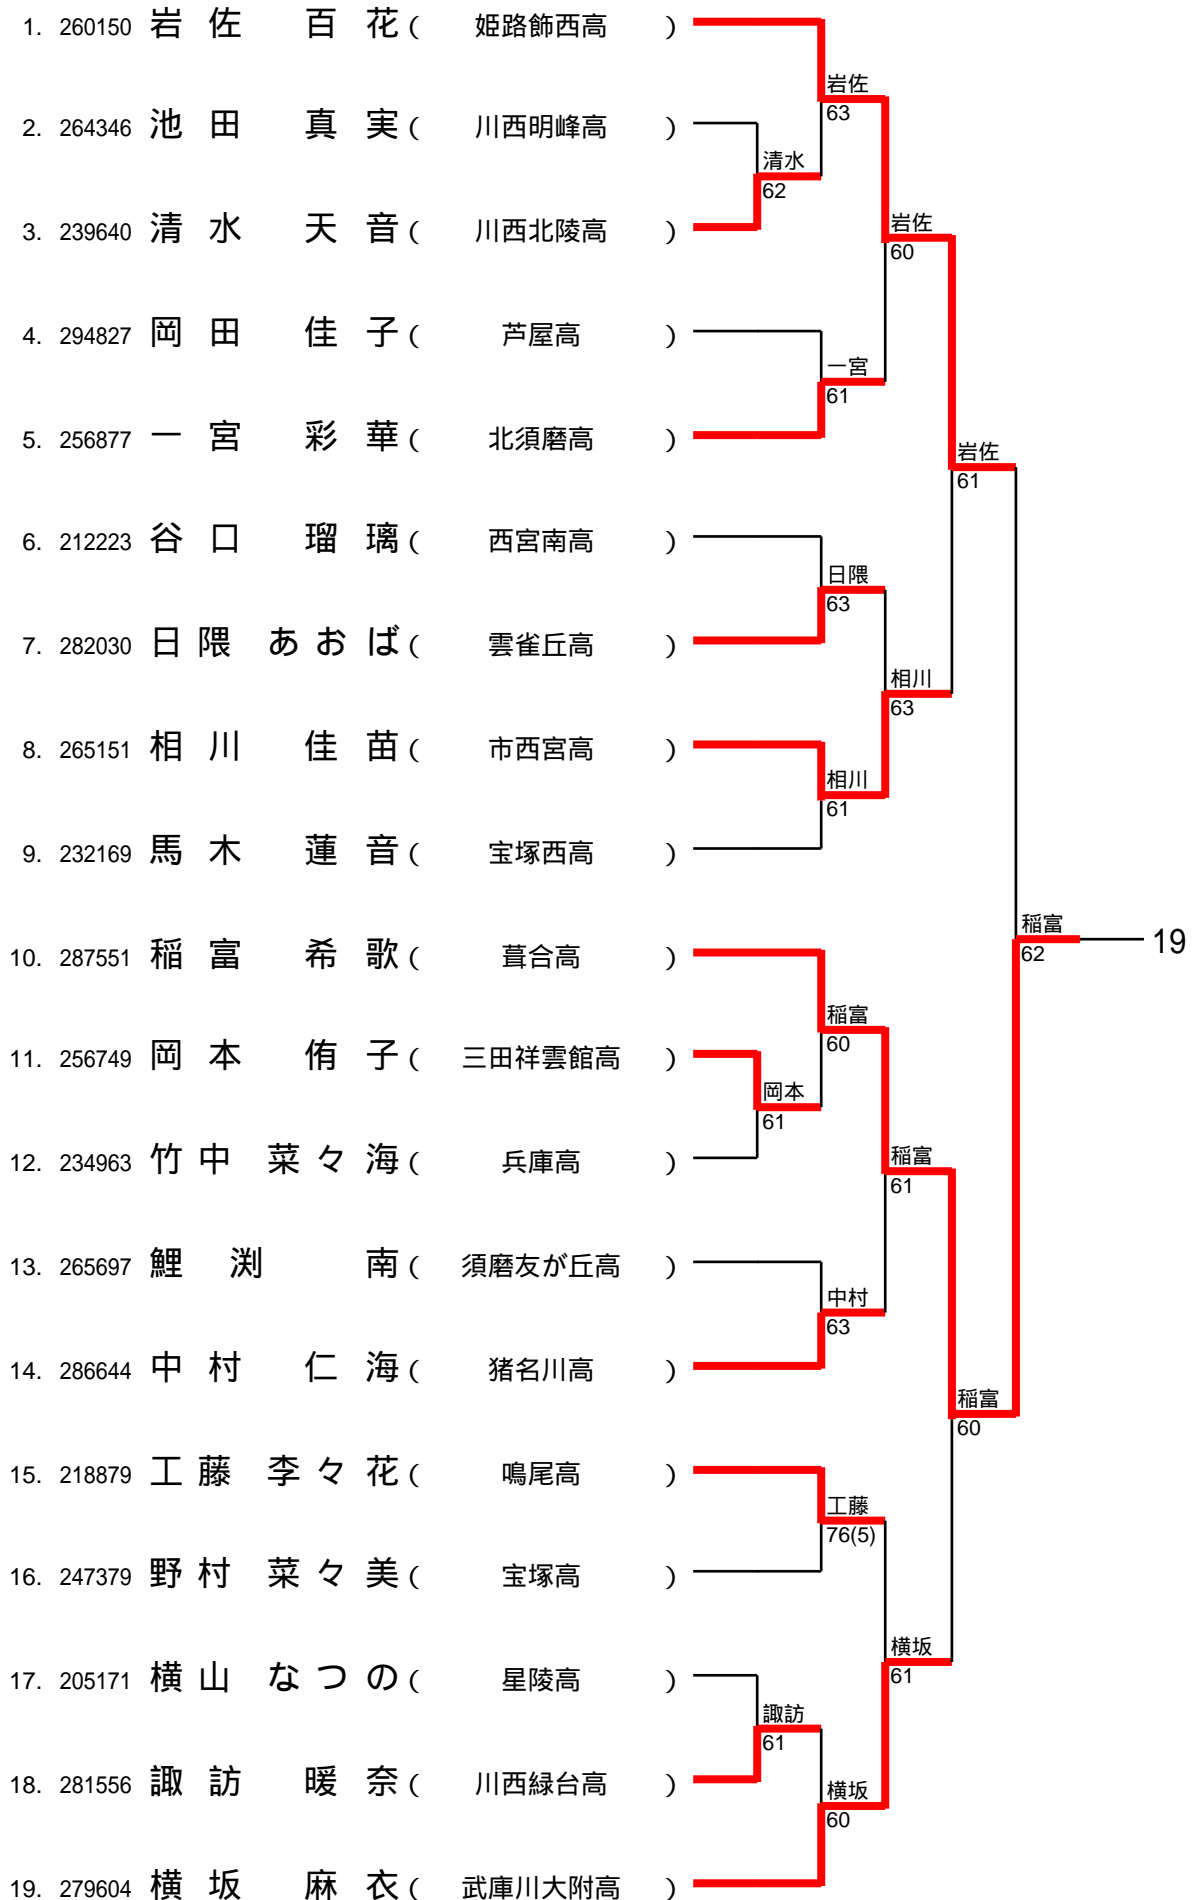 1. 260150 岩佐 百花 ( 姫路飾西高 )
岩佐
63
2. 264346 池田 真実 ( 川西明峰高 )
清水
62
3. 239640 清水 天音 ( 川西北陵高 )
岩佐
60
4. 294827 岡田 佳子 ( 芦屋高 )
一宮
61
5. 256877 一宮 彩華 ( 北須磨高 )
岩佐
61
6. 212223 谷口 瑠璃 ( 西宮南高 )
日隈
63
7. 282030 日隈 あおば ( 雲雀丘高 )
相川
63
8. 265151 相川 佳苗 ( 市西宮高 )
相川
61
9. 232169 馬木 蓮音 ( 宝塚西高 )
稲富
62
19
10. 287551 稲富 希歌 ( 葺合高 )
稲富
60
11. 256749 岡本 侑子 ( 三田祥雲館高 )
岡本
61
12. 234963 竹中 菜々海 ( 兵庫高 )
稲富
61
13. 265697 鯉渕 南 ( 須磨友が丘高 )
中村
63
14. 286644 中村 仁海 ( 猪名川高 )
稲富
60
15. 218879 工藤 李々花 ( 鳴尾高 )
工藤
76(5)
16. 247379 野村 菜々美 ( 宝塚高 )
横坂
61
17. 205171 横山 なつの ( 星陵高 )
諏訪
61
18. 281556 諏訪 暖奈 ( 川西緑台高 )
横坂
60
19. 279604 横坂 麻衣 ( 武庫川大附高 )